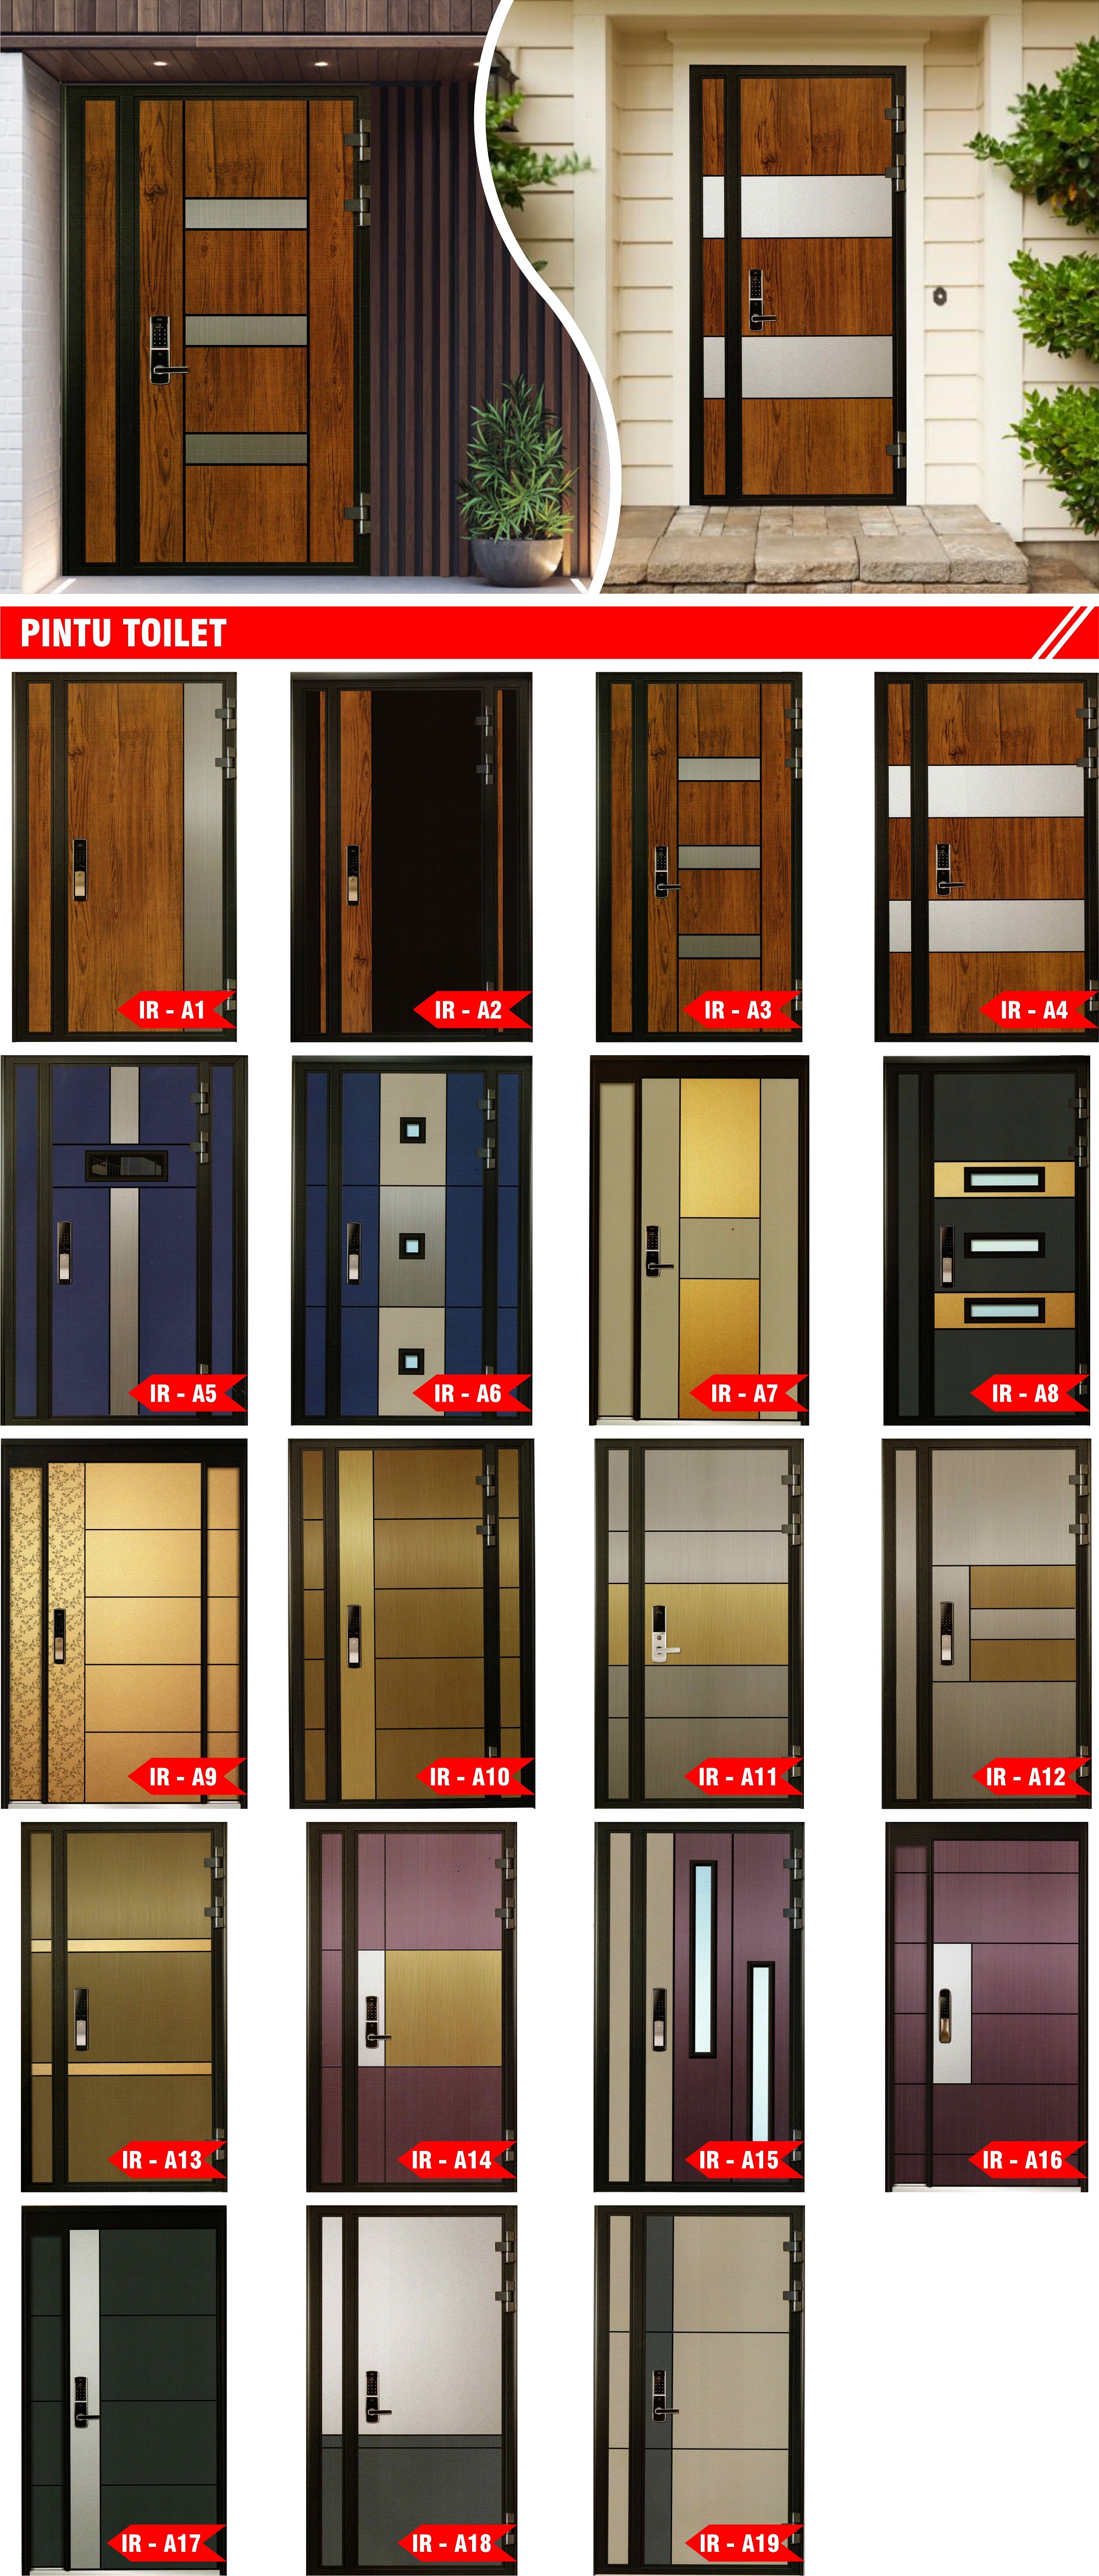 PINTU TOILET
IR - A1
IR - A2
IR - A3
IR - A4
IR - A5
IR - A6
IR - A7
IR - A8
IR - A9
IR - A10
IR - A11
IR - A12
IR - A13
IR - A14
IR - A15
IR - A16
IR - A17
IR - A18
IR - A19